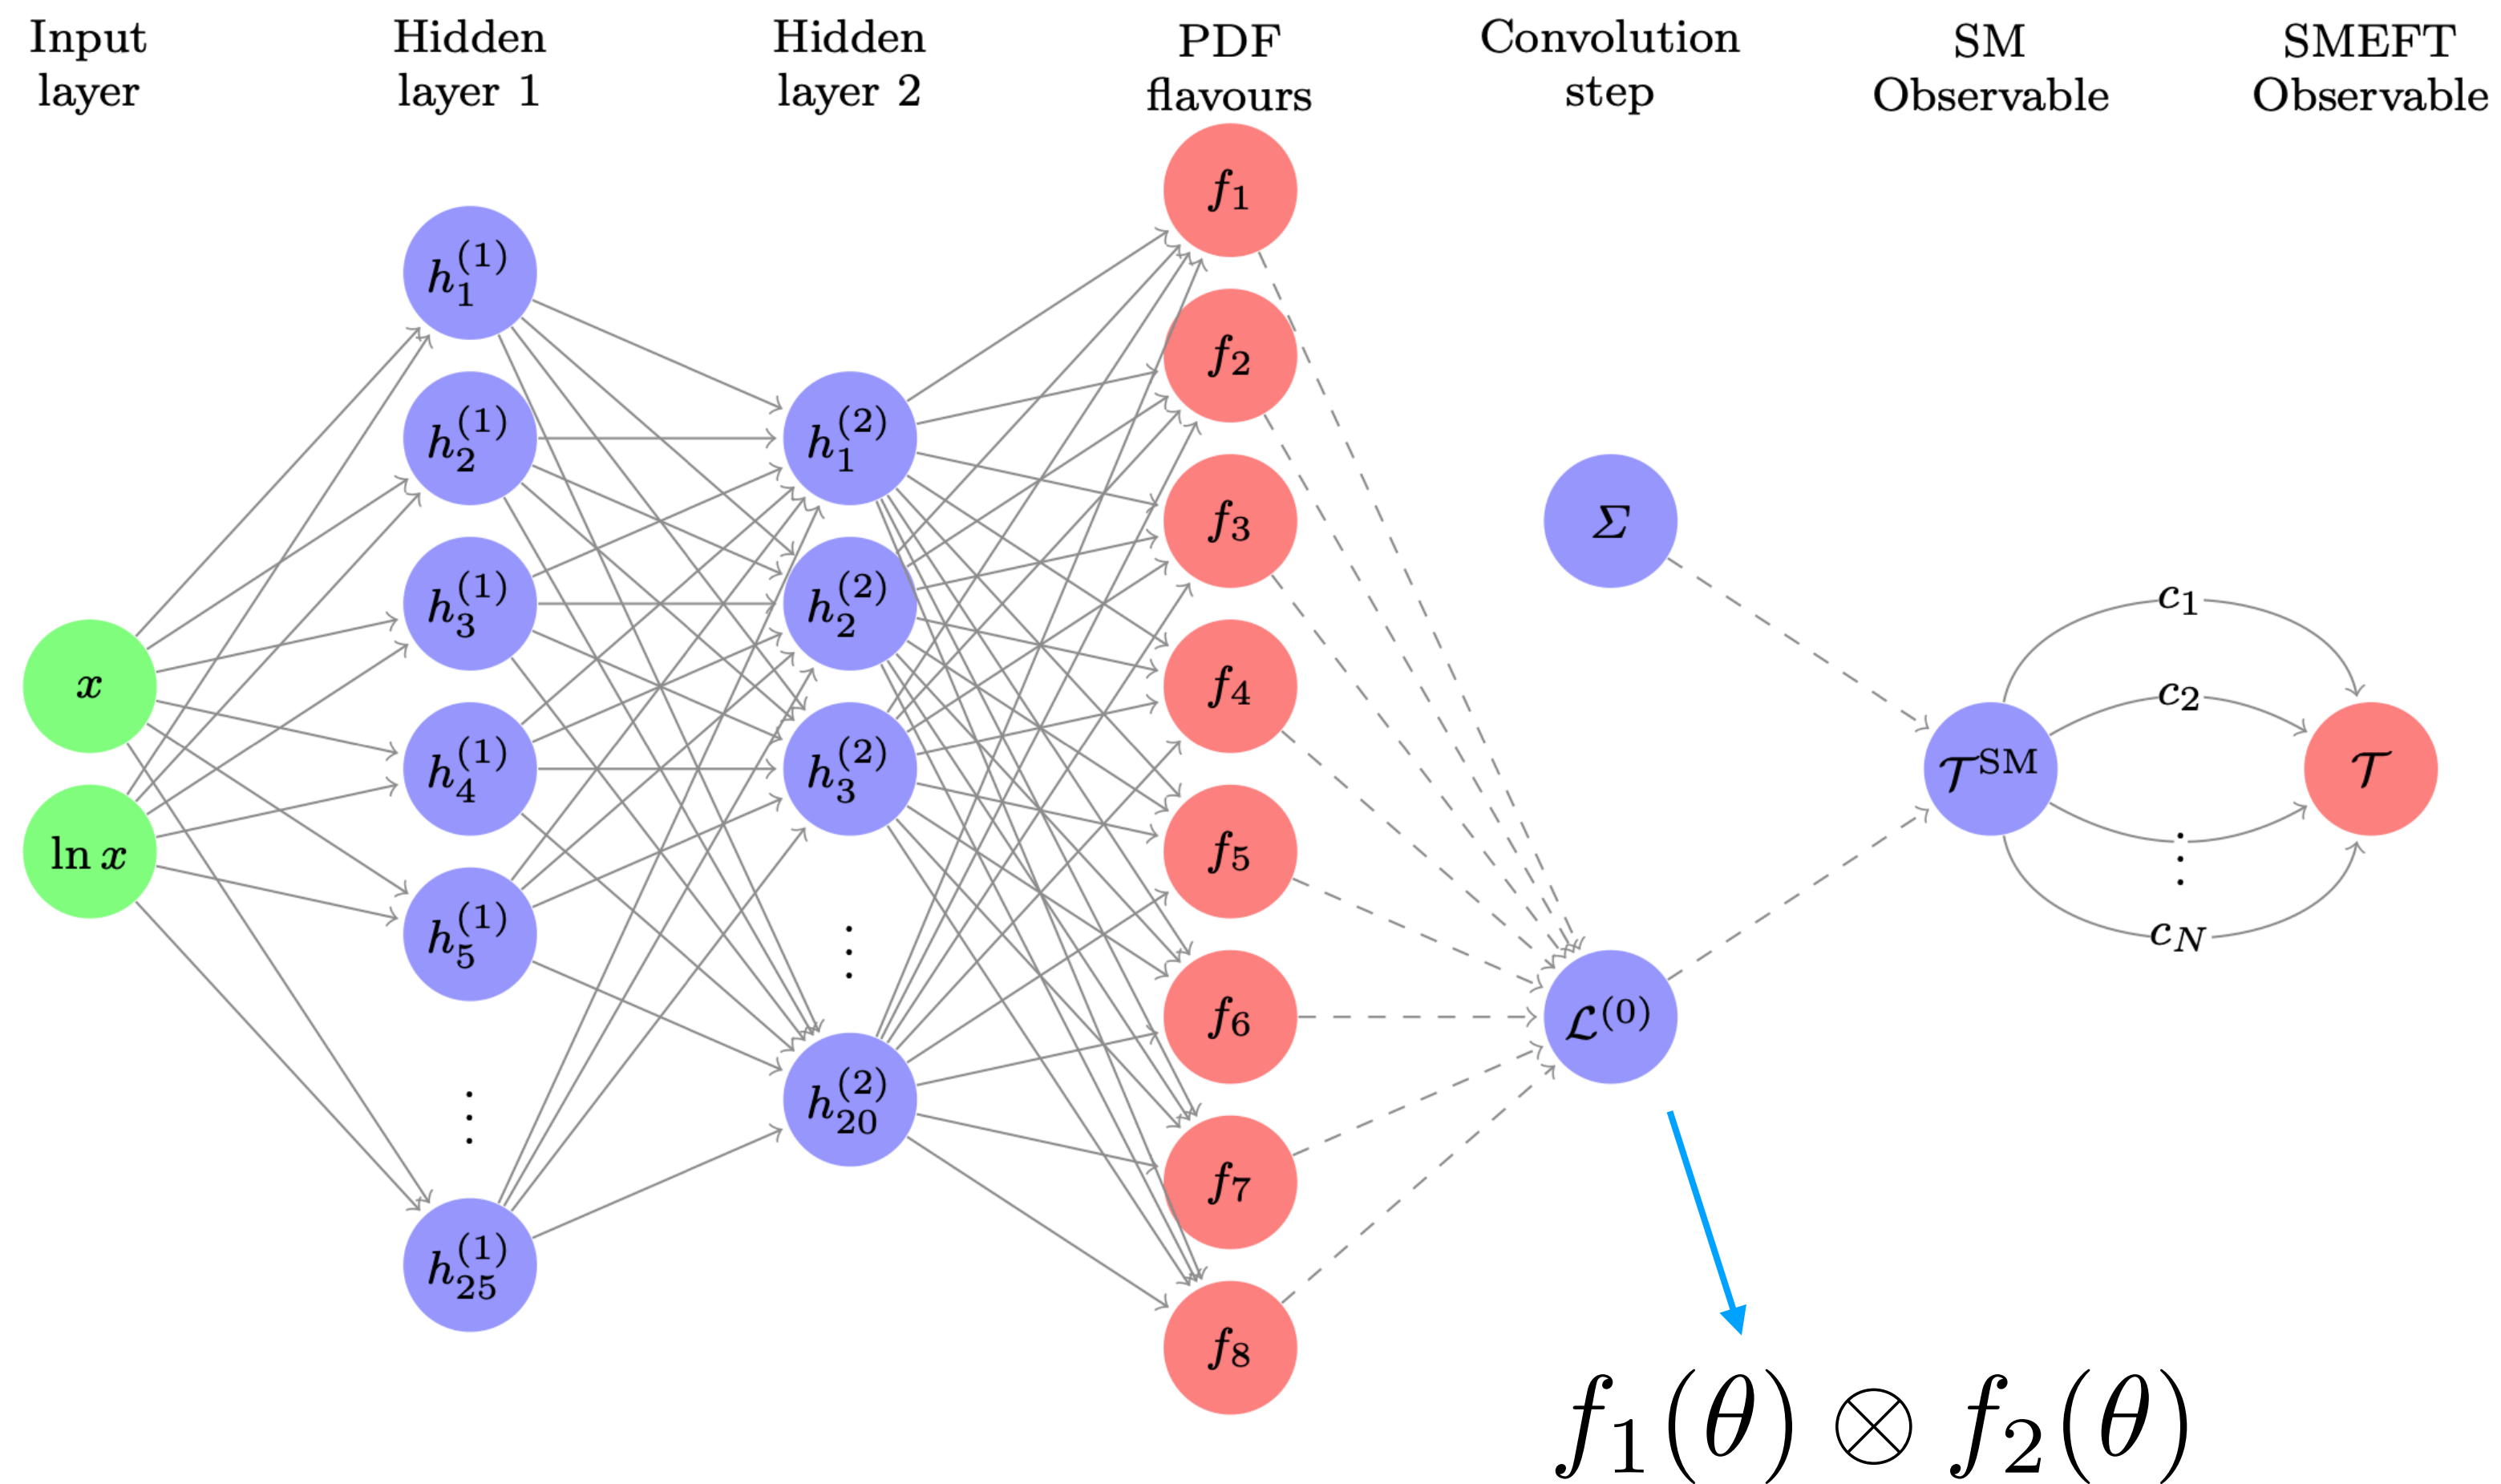 Input
layer
Hidden
layer 1
Hidden
layer 2
PDF
flavours
Convolution
step
SM
Observable
SMEFT
Observable
x
ln x
h₁⁽¹⁾
h₂⁽¹⁾
h₃⁽¹⁾
h₄⁽¹⁾
h₅⁽¹⁾
⋮
h₂₅⁽¹⁾
h₁⁽²⁾
h₂⁽²⁾
h₃⁽²⁾
⋮
h₂₀⁽²⁾
f₁
f₂
f₃
f₄
f₅
f₆
f₇
f₈
Σ
𝓛⁽⁰⁾
𝒯ˢᴹ
c₁
c₂
⋮
c_N
𝒯
f₁(θ) ⊗ f₂(θ)